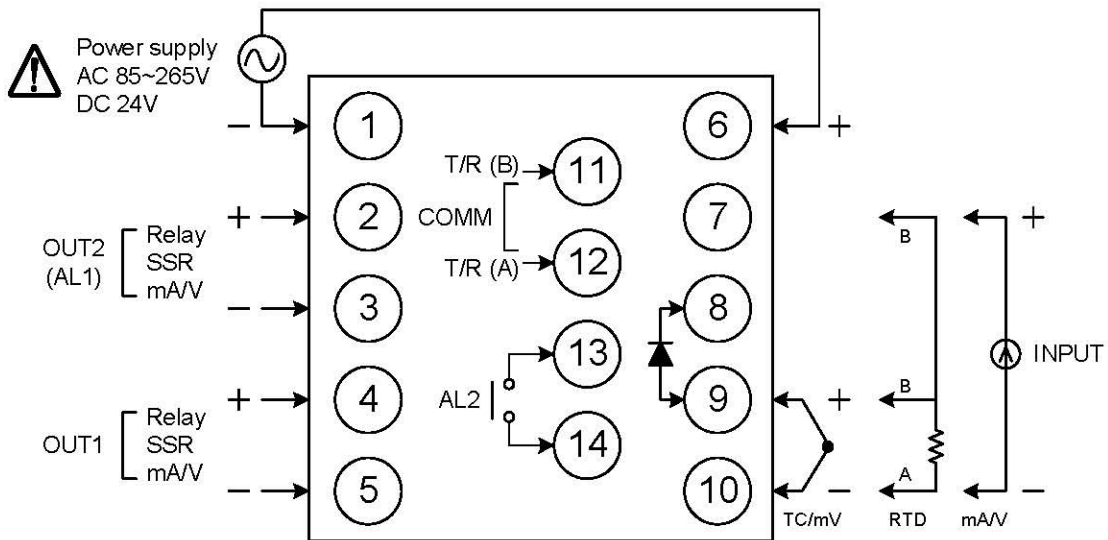 Power supply
AC 85~265V
DC 24V
− 1
6 +
T/R (B) 11
+ 2
7
B
+
COMM
OUT2
(AL1)
Relay
SSR
mA/V
T/R (A) 12
− 3
8
13
INPUT
AL2
+ 4
9 +
B
14
OUT1
Relay
SSR
mA/V
− 5
10 −
A
−
TC/mV
RTD
mA/V